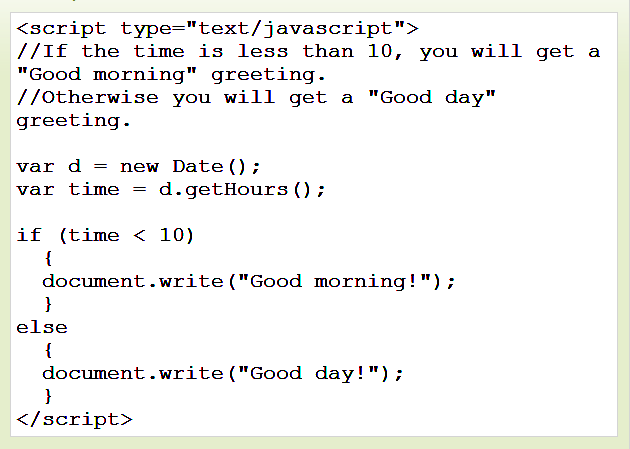 <script type="text/javascript">
//If the time is less than 10, you will get a
"Good morning" greeting.
//Otherwise you will get a "Good day"
greeting.

var d = new Date();
var time = d.getHours();

if (time < 10)
  {
  document.write("Good morning!");
  }
else
  {
  document.write("Good day!");
  }
</script>